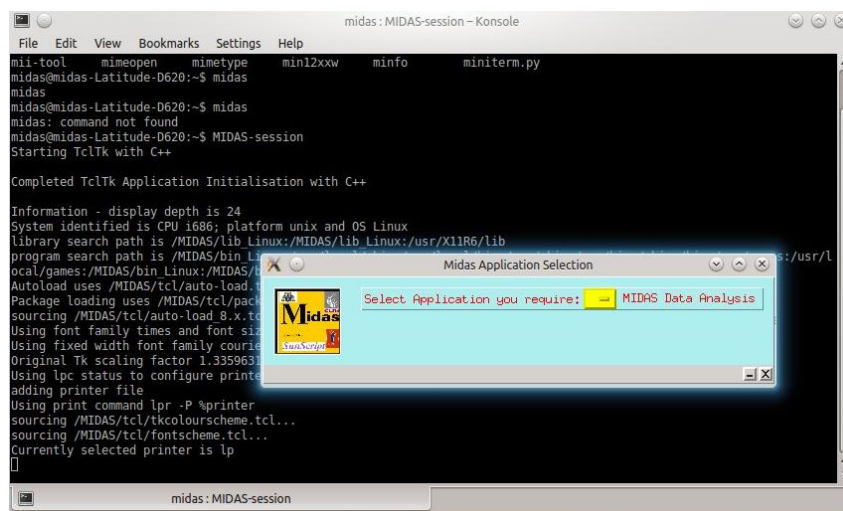 midas : MIDAS-session – Konsole
File Edit View Bookmarks Settings Help
mii-tool mimeopen mimetype min12xxw minfo miniterm.py
midas@midas-Latitude-D620:~$ midas
midas
midas@midas-Latitude-D620:~$ midas
midas: command not found
midas@midas-Latitude-D620:~$ MIDAS-session
Starting TclTk with C++
Completed TclTk Application Initialisation with C++
Information - display depth is 24
System identified is CPU i686; platform unix and OS Linux
library search path is /MIDAS/lib_Linux:/MIDAS/lib_Linux:/usr/X11R6/lib
program search path is /MIDAS/bin_Li s:/usr/l
ocal/games:/MIDAS/bin_Linux:/MIDAS/b
Autoload uses /MIDAS/tcl/auto-load.t
Package loading uses /MIDAS/tcl/pack
sourcing /MIDAS/tcl/auto-load_8.x.tc
Using font family times and font siz
Using fixed width font family courie
Original Tk scaling factor 1.3359631
Using lpc status to configure printe
adding printer file
Using print command lpr -P %printer
sourcing /MIDAS/tcl/tkcolourscheme.tcl...
sourcing /MIDAS/tcl/fontscheme.tcl...
Currently selected printer is lp
Midas Application Selection
Midas
SunScript
Select Application you require: MIDAS Data Analysis
midas : MIDAS-session